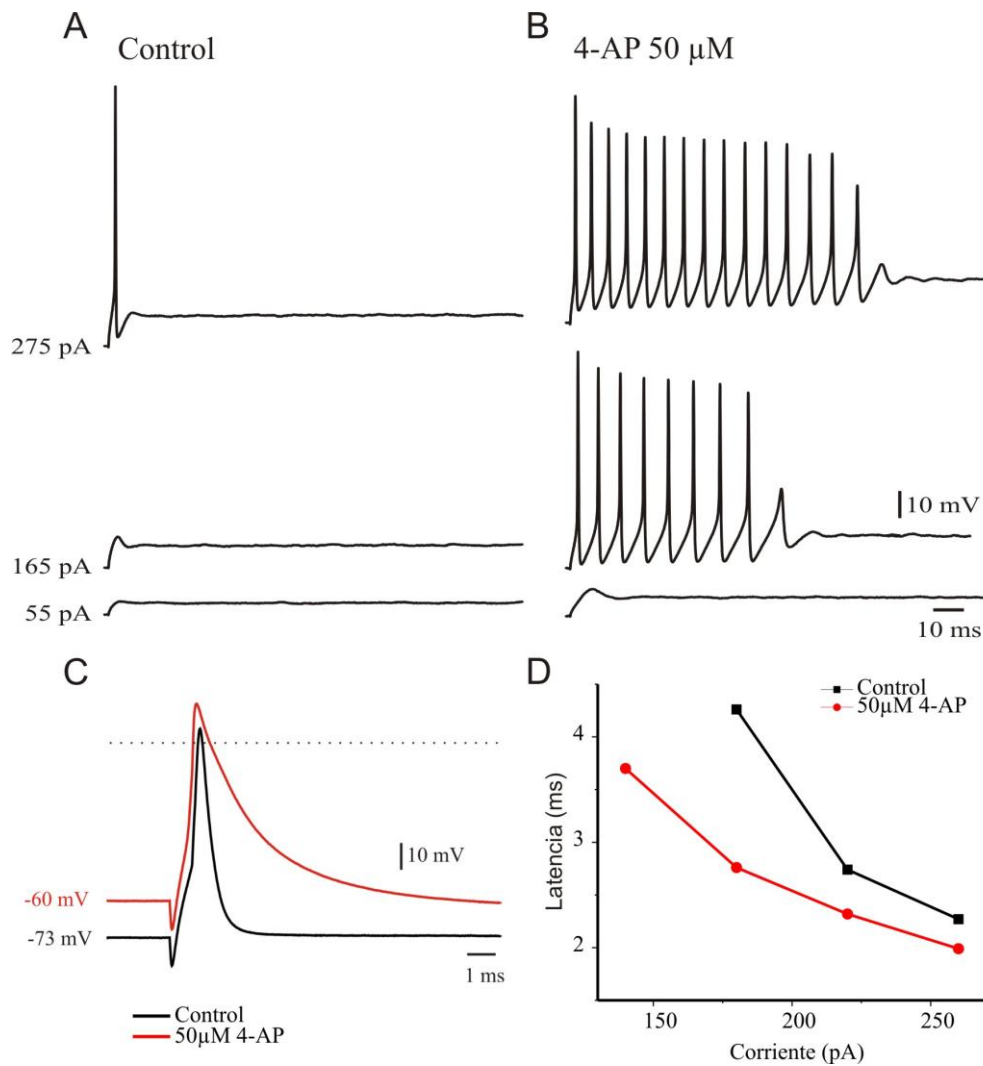 A
Control
275 pA
165 pA
55 pA
B
4-AP 50 µM
10 mV
10 ms
C
10 mV
-60 mV
-73 mV
1 ms
Control
50µM 4-AP
D
Control
50µM 4-AP
Latencia (ms)
4
3
2
150 200 250
Corriente (pA)